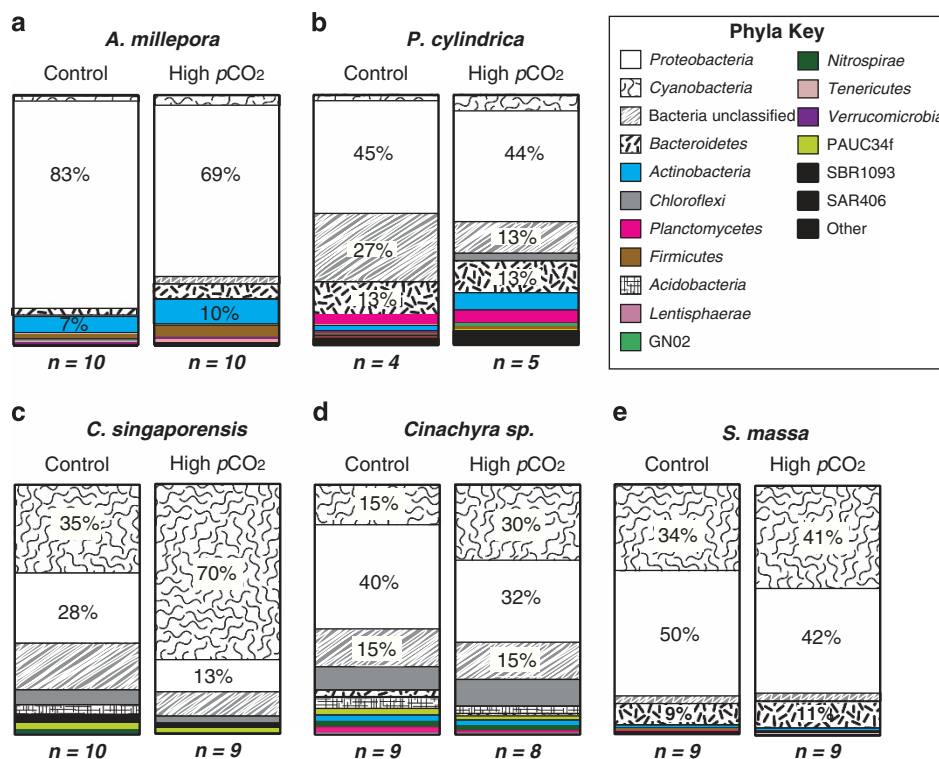 a
A. millepora
Control
High pCO2
83%
7%
69%
10%
n = 10
n = 10
b
P. cylindrica
Control
High pCO2
45%
27%
13%
44%
13%
13%
n = 4
n = 5
Phyla Key
Proteobacteria
Cyanobacteria
Bacteria unclassified
Bacteroidetes
Actinobacteria
Chloroflexi
Planctomycetes
Firmicutes
Acidobacteria
Lentisphaerae
GN02
Nitrospirae
Tenericutes
Verrucomicrobia
PAUC34f
SBR1093
SAR406
Other
c
C. singaporensis
Control
High pCO2
35%
28%
70%
13%
n = 10
n = 9
d
Cinachyra sp.
Control
High pCO2
15%
40%
15%
30%
32%
15%
n = 9
n = 8
e
S. massa
Control
High pCO2
34%
50%
9%
41%
42%
11%
n = 9
n = 9